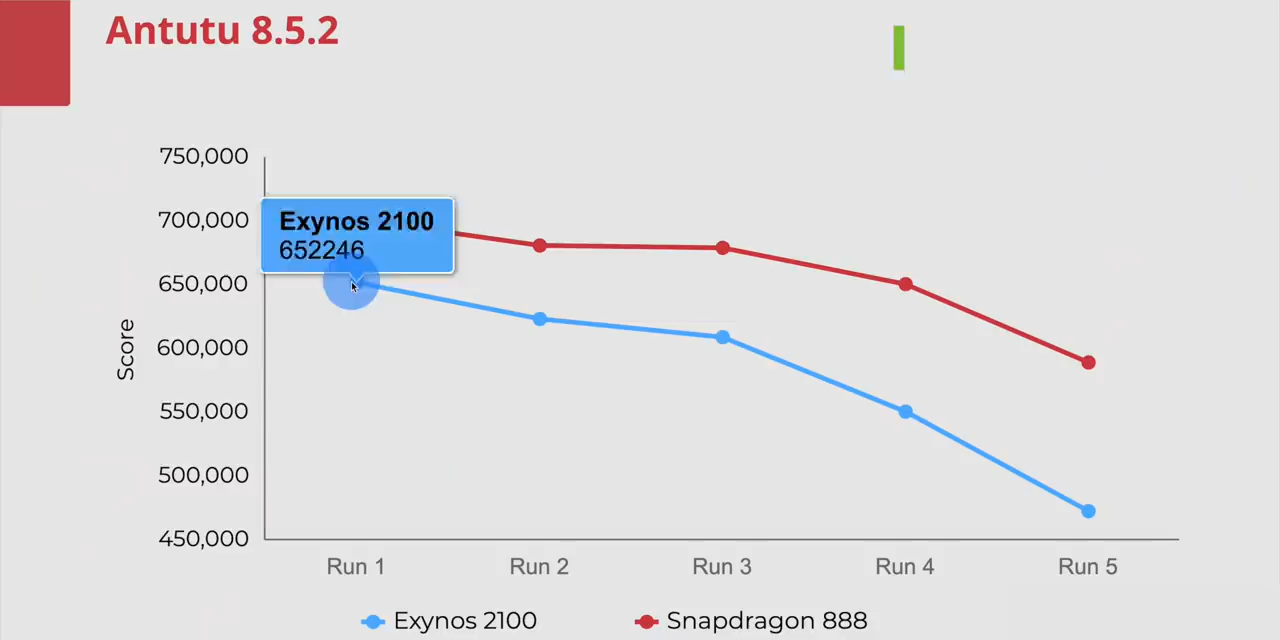 Antutu 8.5.2
750,000
700,000
650,000
600,000
550,000
500,000
450,000
Score
Exynos 2100
652246
Run 1 Run 2 Run 3 Run 4 Run 5
Exynos 2100 Snapdragon 888